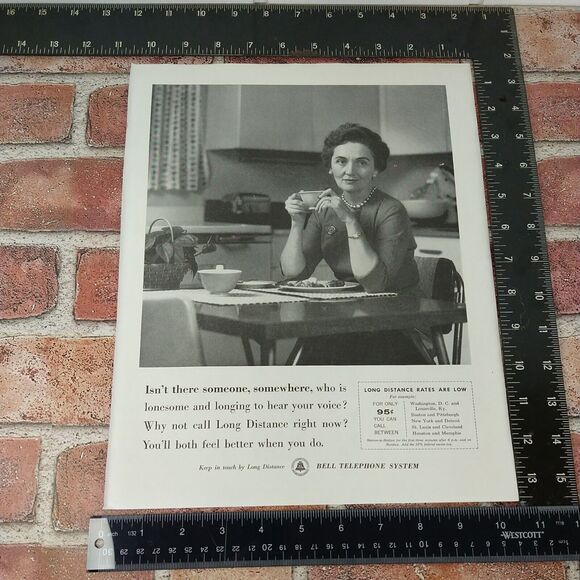 Isn't there someone, somewhere, who is
lonesome and longing to hear your voice?
Why not call Long Distance right now?
You'll both feel better when you do.
LONG DISTANCE RATES ARE LOW
For example:
FOR ONLY
95¢
YOU CAN
CALL
BETWEEN
Washington, D. C. and
Louisville, Ky.
Boston and Pittsburgh
New York and Detroit
St. Louis and Cleveland
Houston and Memphis
Keep in touch by Long Distance
BELL TELEPHONE SYSTEM
WESTCOTT